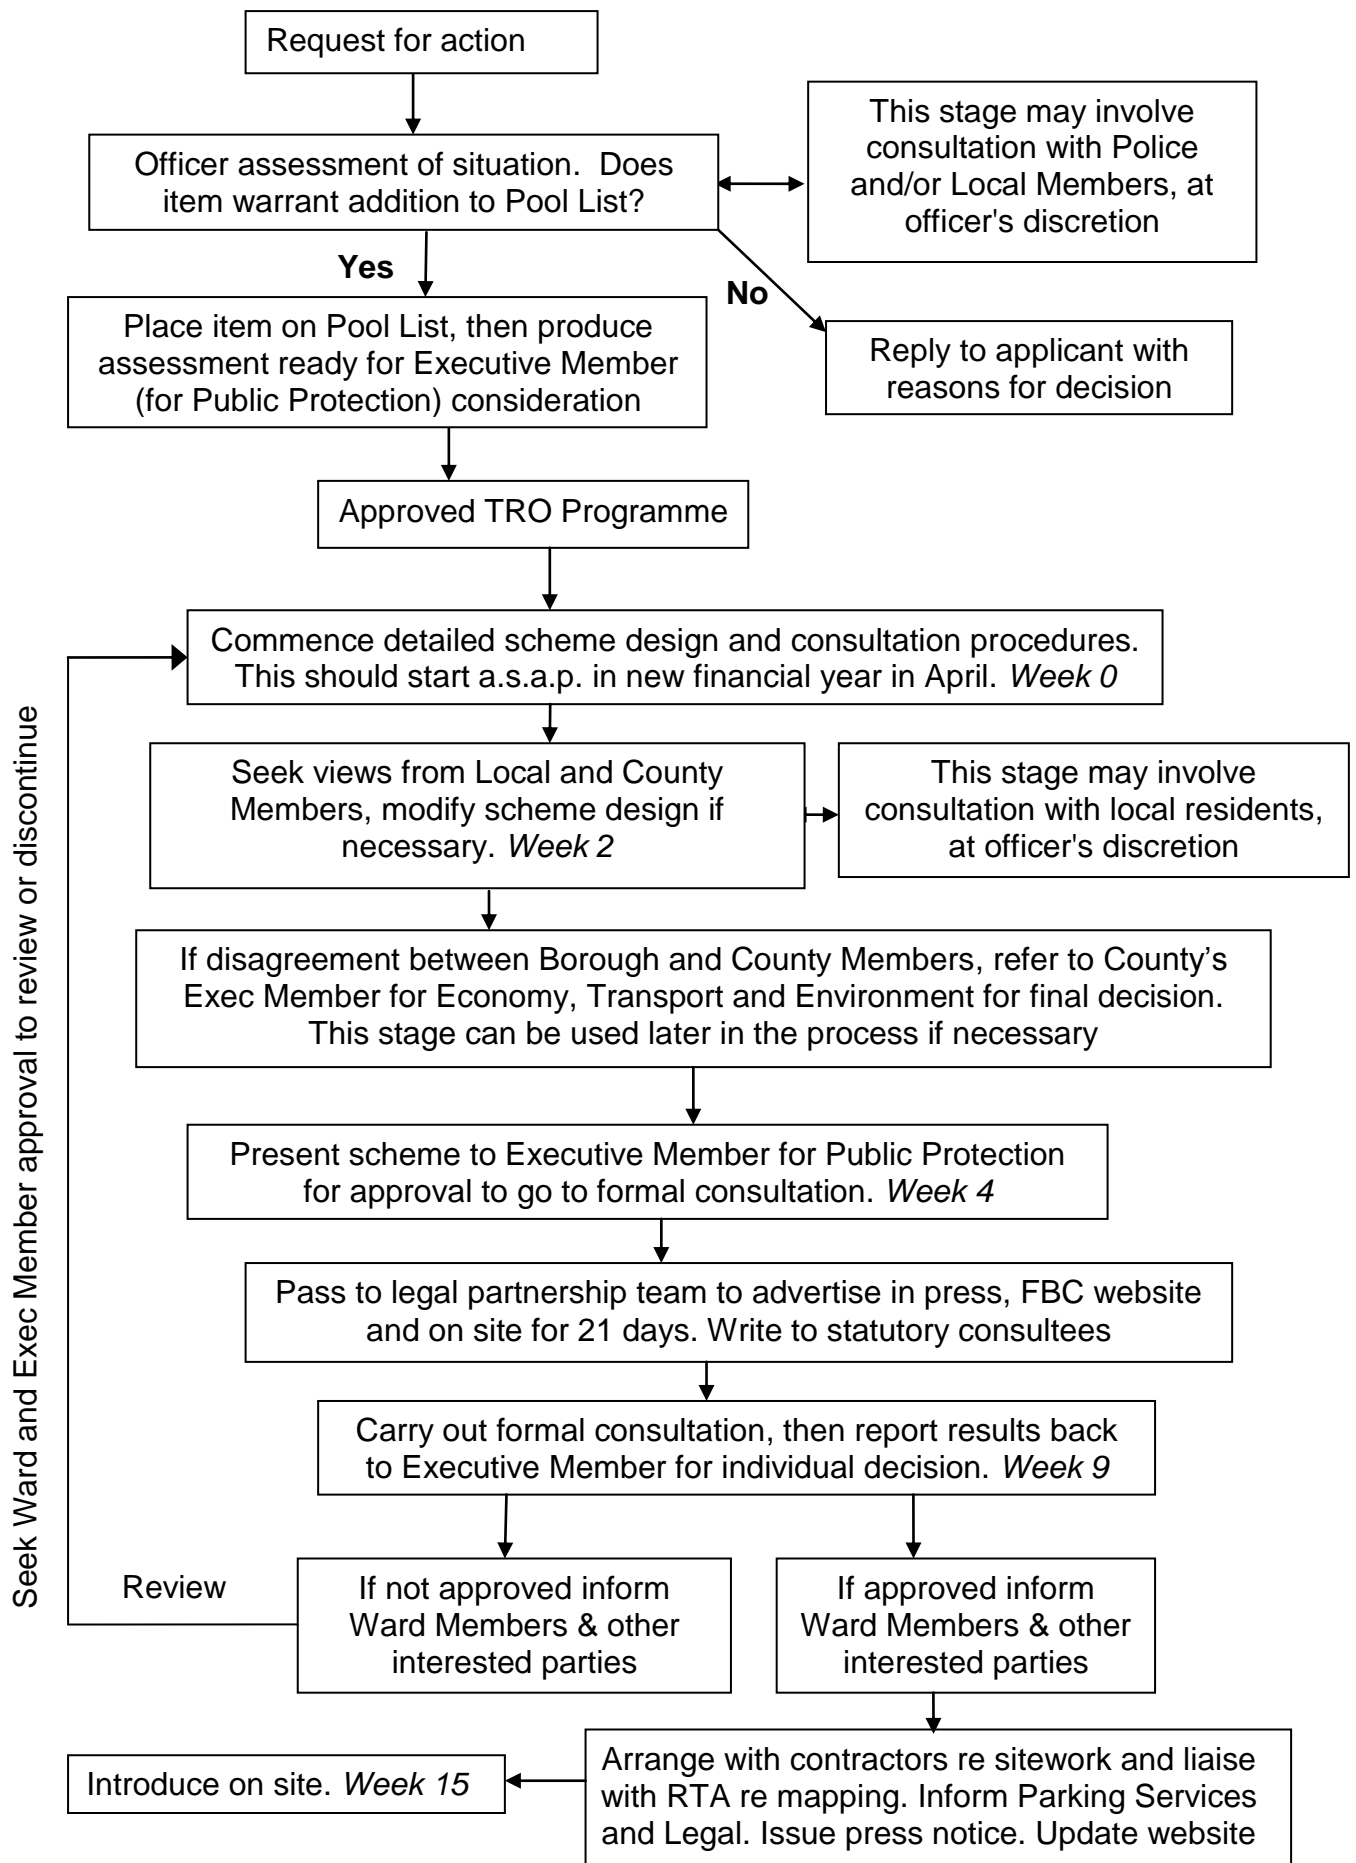 Request for action
This stage may involve
consultation with Police
and/or Local Members, at
officer's discretion
Officer assessment of situation.  Does
item warrant addition to Pool List?
Yes
No
Place item on Pool List, then produce
assessment ready for Executive Member
(for Public Protection) consideration
Reply to applicant with
reasons for decision
Approved TRO Programme
Commence detailed scheme design and consultation procedures.
This should start a.s.a.p. in new financial year in April. Week 0
Seek views from Local and County
Members, modify scheme design if
necessary. Week 2
This stage may involve
consultation with local residents,
at officer's discretion
If disagreement between Borough and County Members, refer to County’s
Exec Member for Economy, Transport and Environment for final decision.
This stage can be used later in the process if necessary
Present scheme to Executive Member for Public Protection
for approval to go to formal consultation. Week 4
Pass to legal partnership team to advertise in press, FBC website
and on site for 21 days. Write to statutory consultees
Carry out formal consultation, then report results back
to Executive Member for individual decision. Week 9
Seek Ward and Exec Member approval to review or discontinue
Review
If not approved inform
Ward Members & other
interested parties
If approved inform
Ward Members & other
interested parties
Arrange with contractors re sitework and liaise
with RTA re mapping. Inform Parking Services
and Legal. Issue press notice. Update website
Introduce on site. Week 15